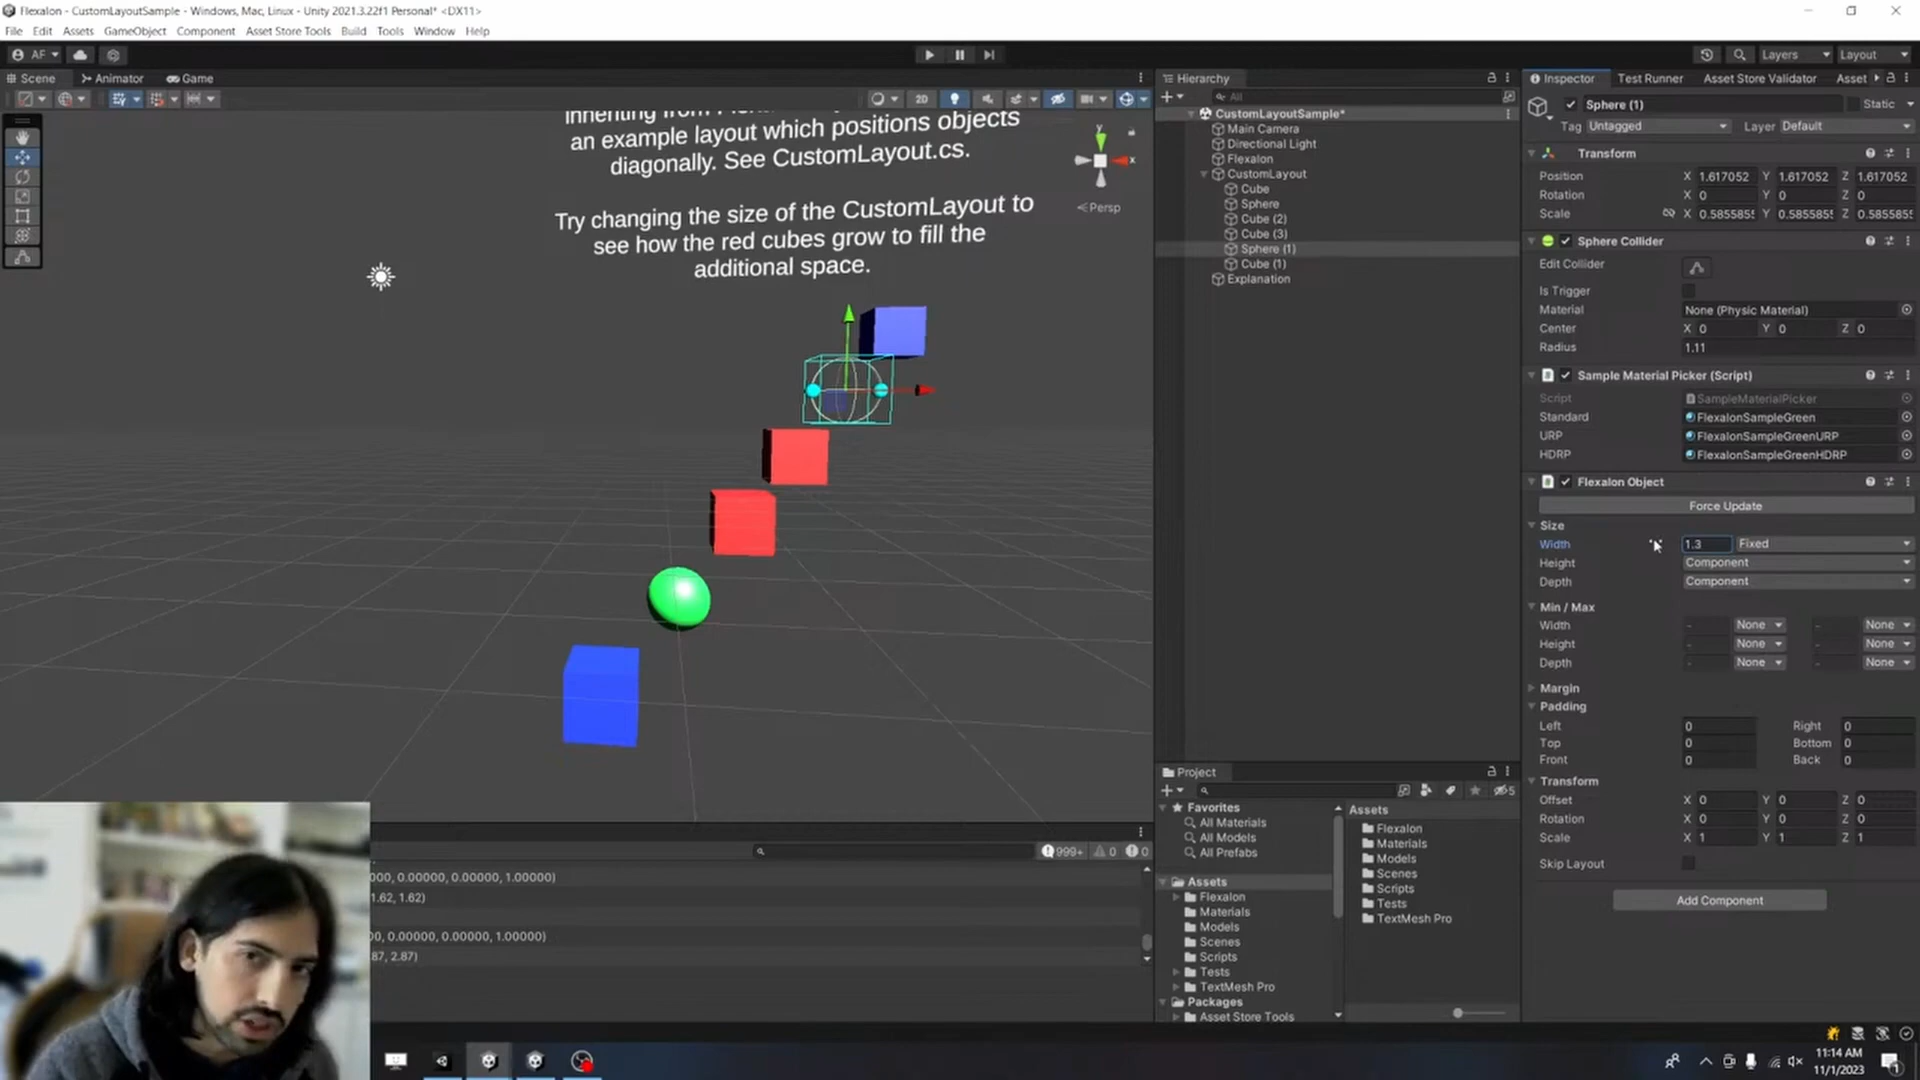 Flexalon - CustomLayoutSample - Windows, Mac, Linux - Unity 2021.3.22f1 Personal* <DX11>
File Edit Assets GameObject Component Asset Store Tools Build Tools Window Help
AF Layers Layout
Scene Animator Game
2D
an example layout which positions objects
diagonally. See CustomLayout.cs.
Try changing the size of the CustomLayout to
see how the red cubes grow to fill the
additional space.
y
x
Persp
999+ 0 0
000, 0.00000, 0.00000, 1.00000)
1.62, 1.62)
00, 0.00000, 0.00000, 1.00000)
87, 2.87)
Hierarchy
All
CustomLayoutSample*
Main Camera
Directional Light
Flexalon
CustomLayout
Cube
Sphere
Cube (2)
Cube (3)
Sphere (1)
Cube (1)
Explanation
Project
5
Favorites
All Materials
All Models
All Prefabs
Assets
Flexalon
Materials
Models
Scenes
Scripts
Tests
TextMesh Pro
Packages
Asset Store Tools
Assets
Flexalon
Materials
Models
Scenes
Scripts
Tests
TextMesh Pro
Inspector Test Runner Asset Store Validator Asset
Sphere (1) Static
Tag Untagged Layer Default
Transform
Position X 1.617052 Y 1.617052 Z 1.617052
Rotation X 0 Y 0 Z 0
Scale X 0.585585 Y 0.585585 Z 0.585585
Sphere Collider
Edit Collider
Is Trigger
Material None (Physic Material)
Center X 0 Y 0 Z 0
Radius 1.11
Sample Material Picker (Script)
Script SampleMaterialPicker
Standard FlexalonSampleGreen
URP FlexalonSampleGreenURP
HDRP FlexalonSampleGreenHDRP
Flexalon Object
Force Update
Size
Width 1.3 Fixed
Height Component
Depth Component
Min / Max
Width - None - None
Height - None - None
Depth - None - None
Margin
Padding
Left 0 Right 0
Top 0 Bottom 0
Front 0 Back 0
Transform
Offset X 0 Y 0 Z 0
Rotation X 0 Y 0 Z 0
Scale X 1 Y 1 Z 1
Skip Layout
Add Component
11:14 AM
11/1/2023
1